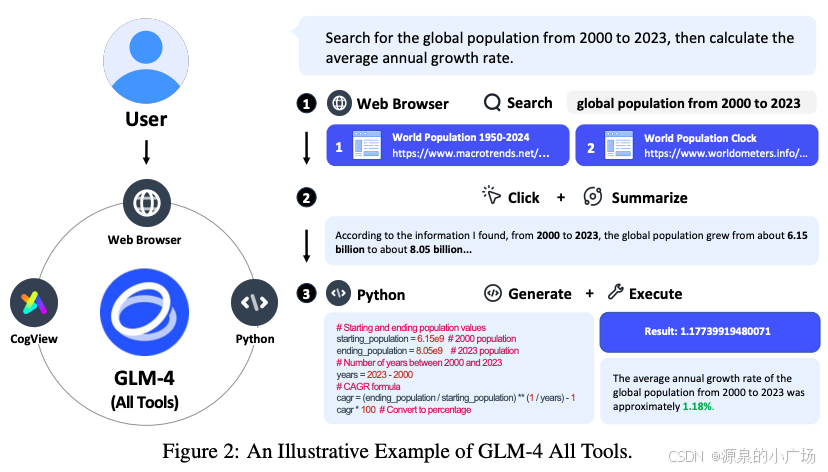 Search for the global population from 2000 to 2023, then calculate the
average annual growth rate.
User
1 Web Browser Search global population from 2000 to 2023
1 World Population 1950-2024
https://www.macrotrends.net/...
2 World Population Clock
https://www.worldometers.info/...
2 Click + Summarize
According to the information I found, from 2000 to 2023, the global population grew from about 6.15
billion to about 8.05 billion...
3 Python Generate + Execute
# Starting and ending population values
starting_population = 6.15e9 # 2000 population
ending_population = 8.05e9 # 2023 population
# Number of years between 2000 and 2023
years = 2023 - 2000
# CAGR formula
cagr = (ending_population / starting_population) ** (1 / years) - 1
cagr * 100 # Convert to percentage
Result: 1.17739919480071
The average annual growth rate of the
global population from 2000 to 2023 was
approximately 1.18%.
Web Browser
CogView
Python
GLM-4
(All Tools)
Figure 2: An Illustrative Example of GLM-4 All Tools.
CSDN @源泉的小广场